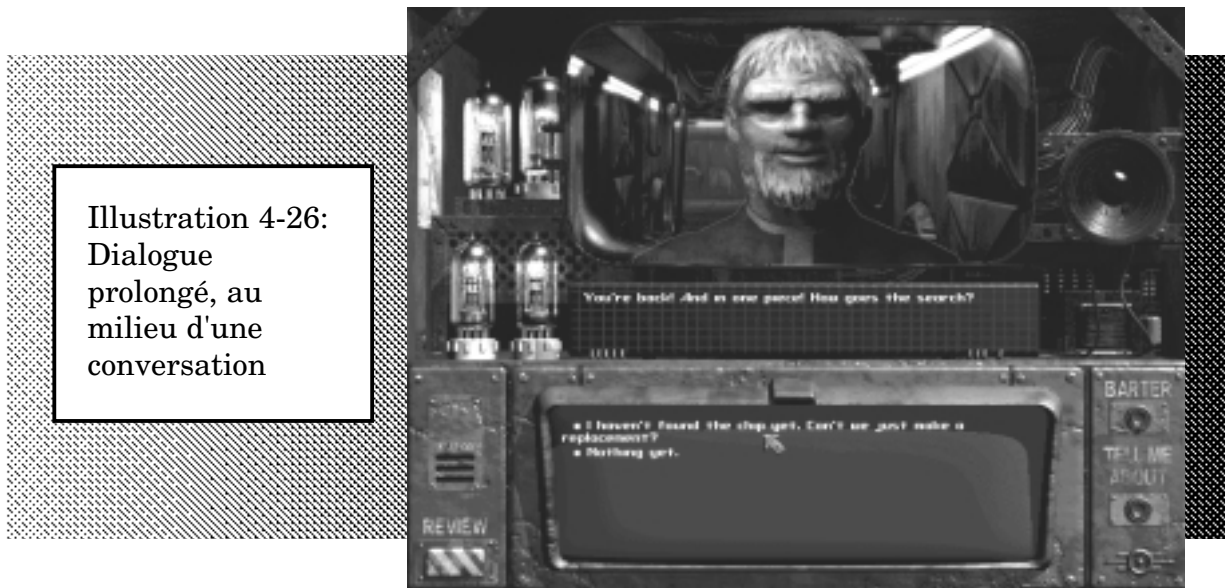 Illustration 4-26:
Dialogue
prolongé, au
milieu d'une
conversation
You're back! And in one piece! How goes the search?
I haven't found the chip yet. Can't we just make a
replacement?
Nothing yet.
BARTER
TELL ME
ABOUT
REVIEW